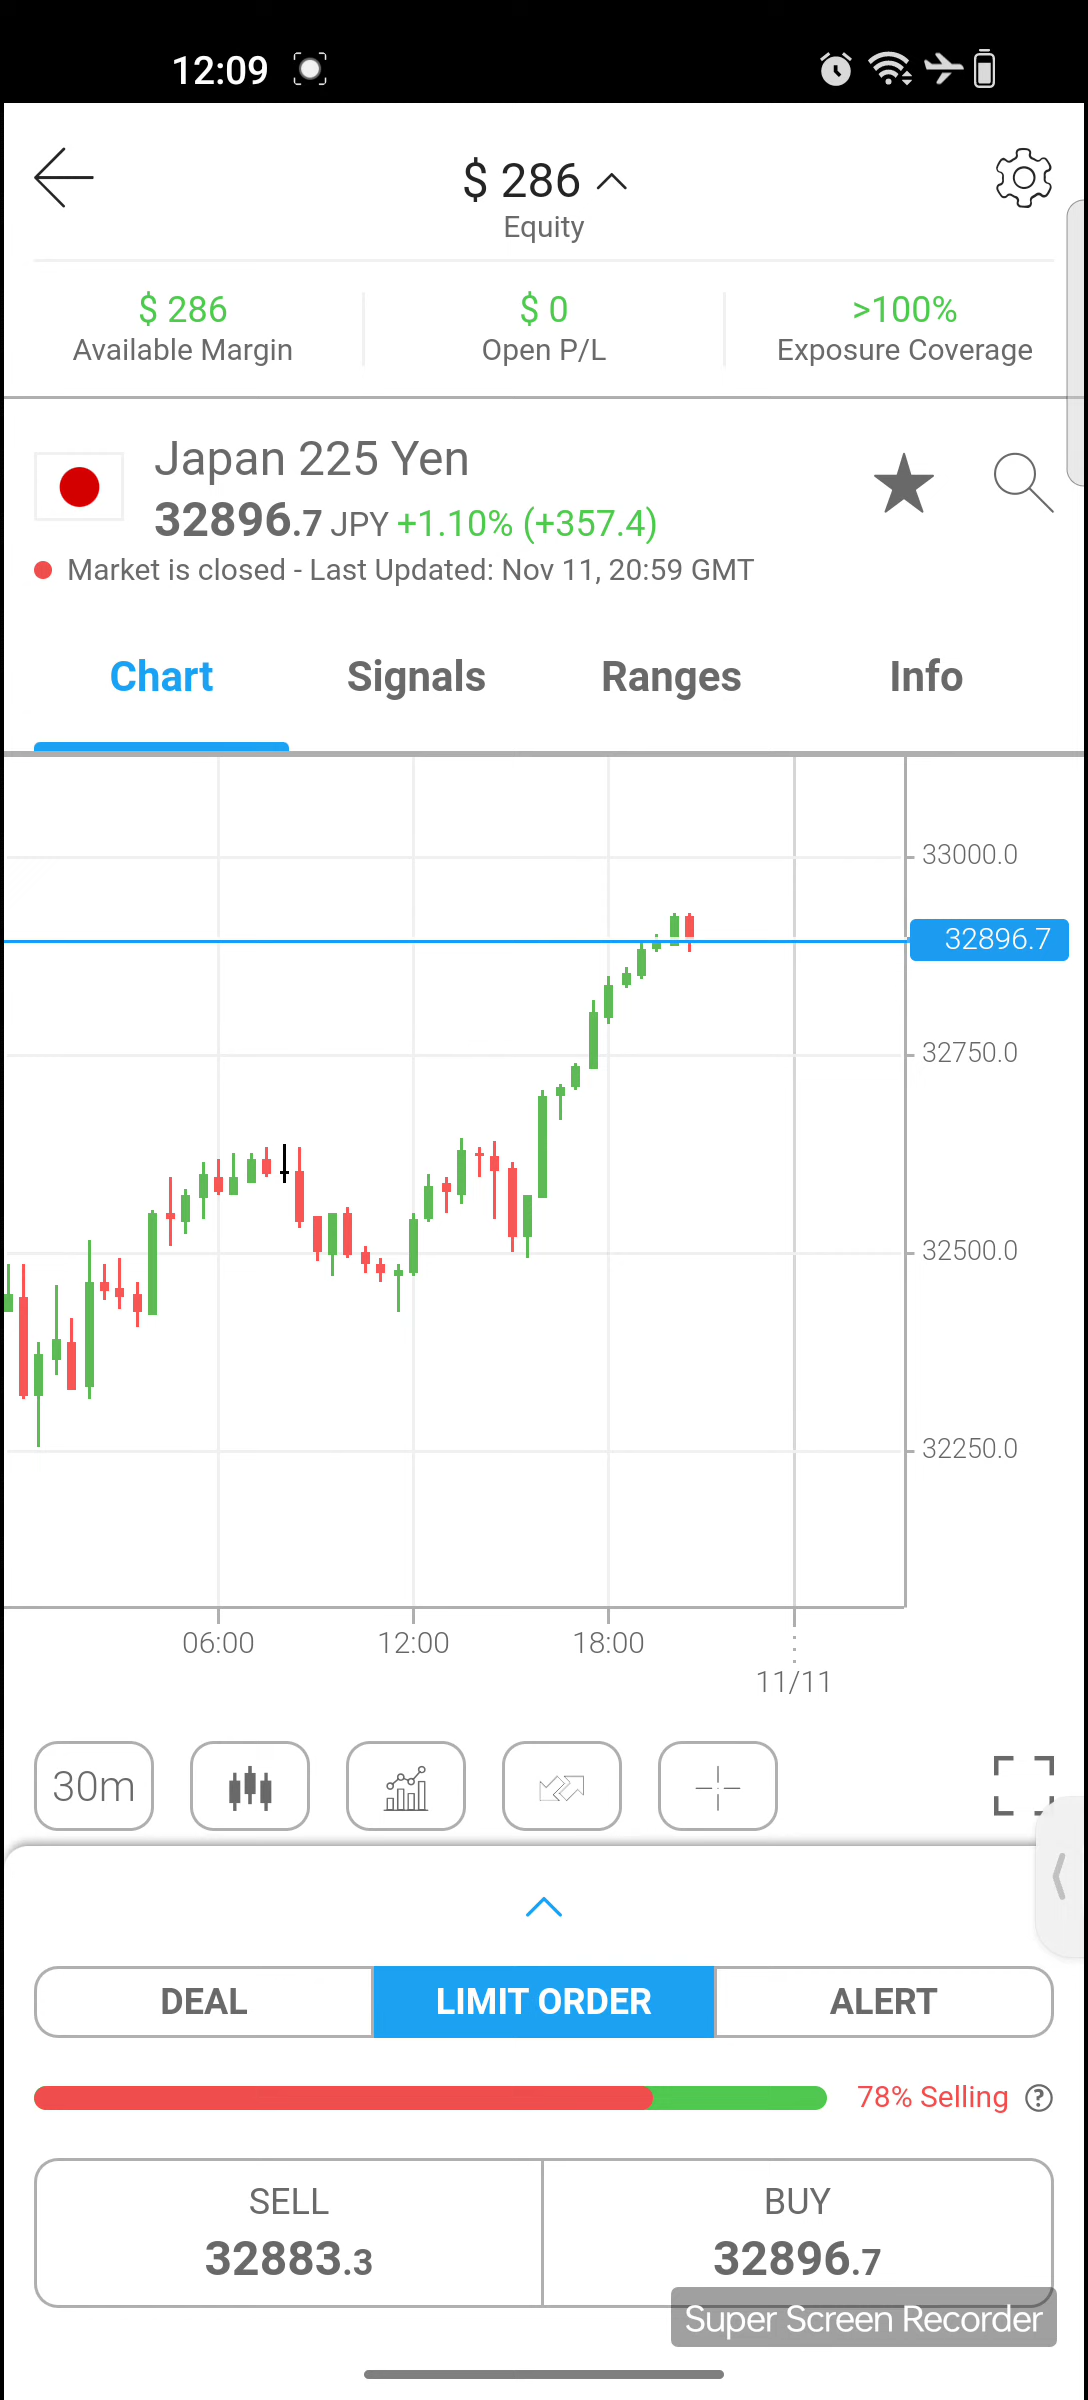 12:09
$ 286
Equity
$ 286
Available Margin
$ 0
Open P/L
>100%
Exposure Coverage
Japan 225 Yen
32896.7 JPY +1.10% (+357.4)
Market is closed - Last Updated: Nov 11, 20:59 GMT
Chart Signals Ranges Info
33000.0
32896.7
32750.0
32500.0
32250.0
06:00 12:00 18:00
11/11
30m
DEAL LIMIT ORDER ALERT
78% Selling ?
SELL
32883.3
BUY
32896.7
Super Screen Recorder